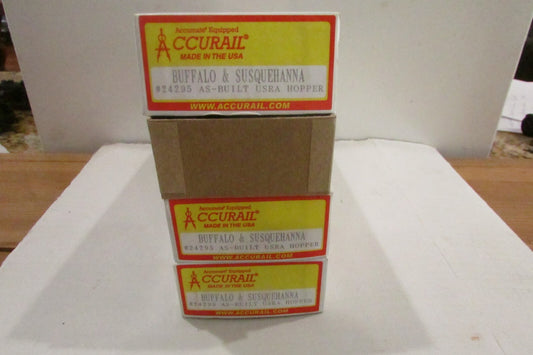 Accumate® Equipped
ACCURAIL®
MADE IN THE USA
BUFFALO & SUSQUEHANNA
#24295 AS-BUILT USRA HOPPER
WWW.ACCURAIL.COM
Accumate® Equipped
ACCURAIL®
MADE IN THE USA
BUFFALO & SUSQUEHANNA
#24295 AS-BUILT USRA HOPPER
WWW.ACCURAIL.COM
Accumate® Equipped
ACCURAIL®
MADE IN THE USA
BUFFALO & SUSQUEHANNA
#24295 AS-BUILT USRA HOPPER
WWW.ACCURAIL.COM